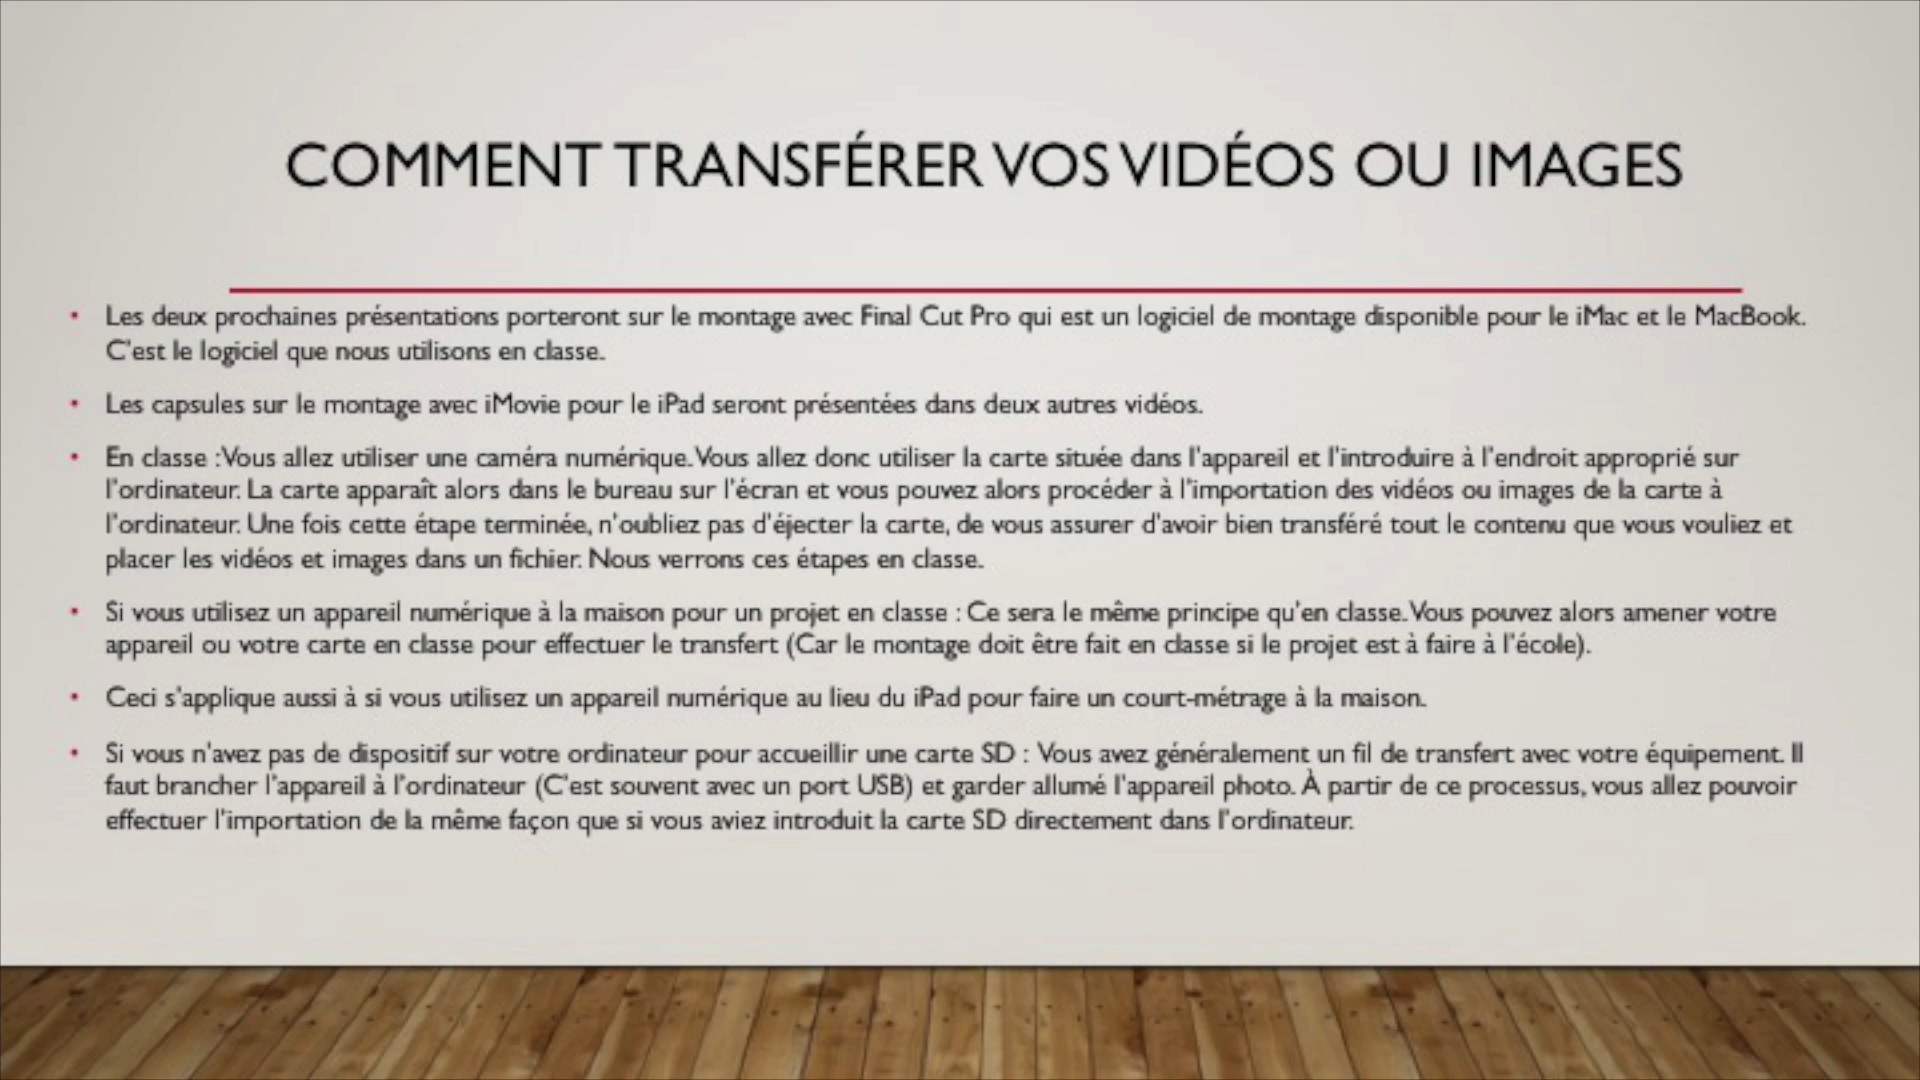 COMMENT TRANSFÉRER VOS VIDÉOS OU IMAGES
• Les deux prochaines présentations porteront sur le montage avec Final Cut Pro qui est un logiciel de montage disponible pour le iMac et le MacBook.
C'est le logiciel que nous utilisons en classe.
• Les capsules sur le montage avec iMovie pour le iPad seront présentées dans deux autres vidéos.
• En classe : Vous allez utiliser une caméra numérique. Vous allez donc utiliser la carte située dans l'appareil et l'introduire à l'endroit approprié sur
l'ordinateur. La carte apparaît alors dans le bureau sur l'écran et vous pouvez alors procéder à l'importation des vidéos ou images de la carte à
l'ordinateur. Une fois cette étape terminée, n'oubliez pas d'éjecter la carte, de vous assurer d'avoir bien transféré tout le contenu que vous vouliez et
placer les vidéos et images dans un fichier. Nous verrons ces étapes en classe.
• Si vous utilisez un appareil numérique à la maison pour un projet en classe : Ce sera le même principe qu'en classe. Vous pouvez alors amener votre
appareil ou votre carte en classe pour effectuer le transfert (Car le montage doit être fait en classe si le projet est à faire à l'école).
• Ceci s'applique aussi à si vous utilisez un appareil numérique au lieu du iPad pour faire un court-métrage à la maison.
• Si vous n'avez pas de dispositif sur votre ordinateur pour accueillir une carte SD : Vous avez généralement un fil de transfert avec votre équipement. Il
faut brancher l'appareil à l'ordinateur (C'est souvent avec un port USB) et garder allumé l'appareil photo. À partir de ce processus, vous allez pouvoir
effectuer l'importation de la même façon que si vous aviez introduit la carte SD directement dans l'ordinateur.